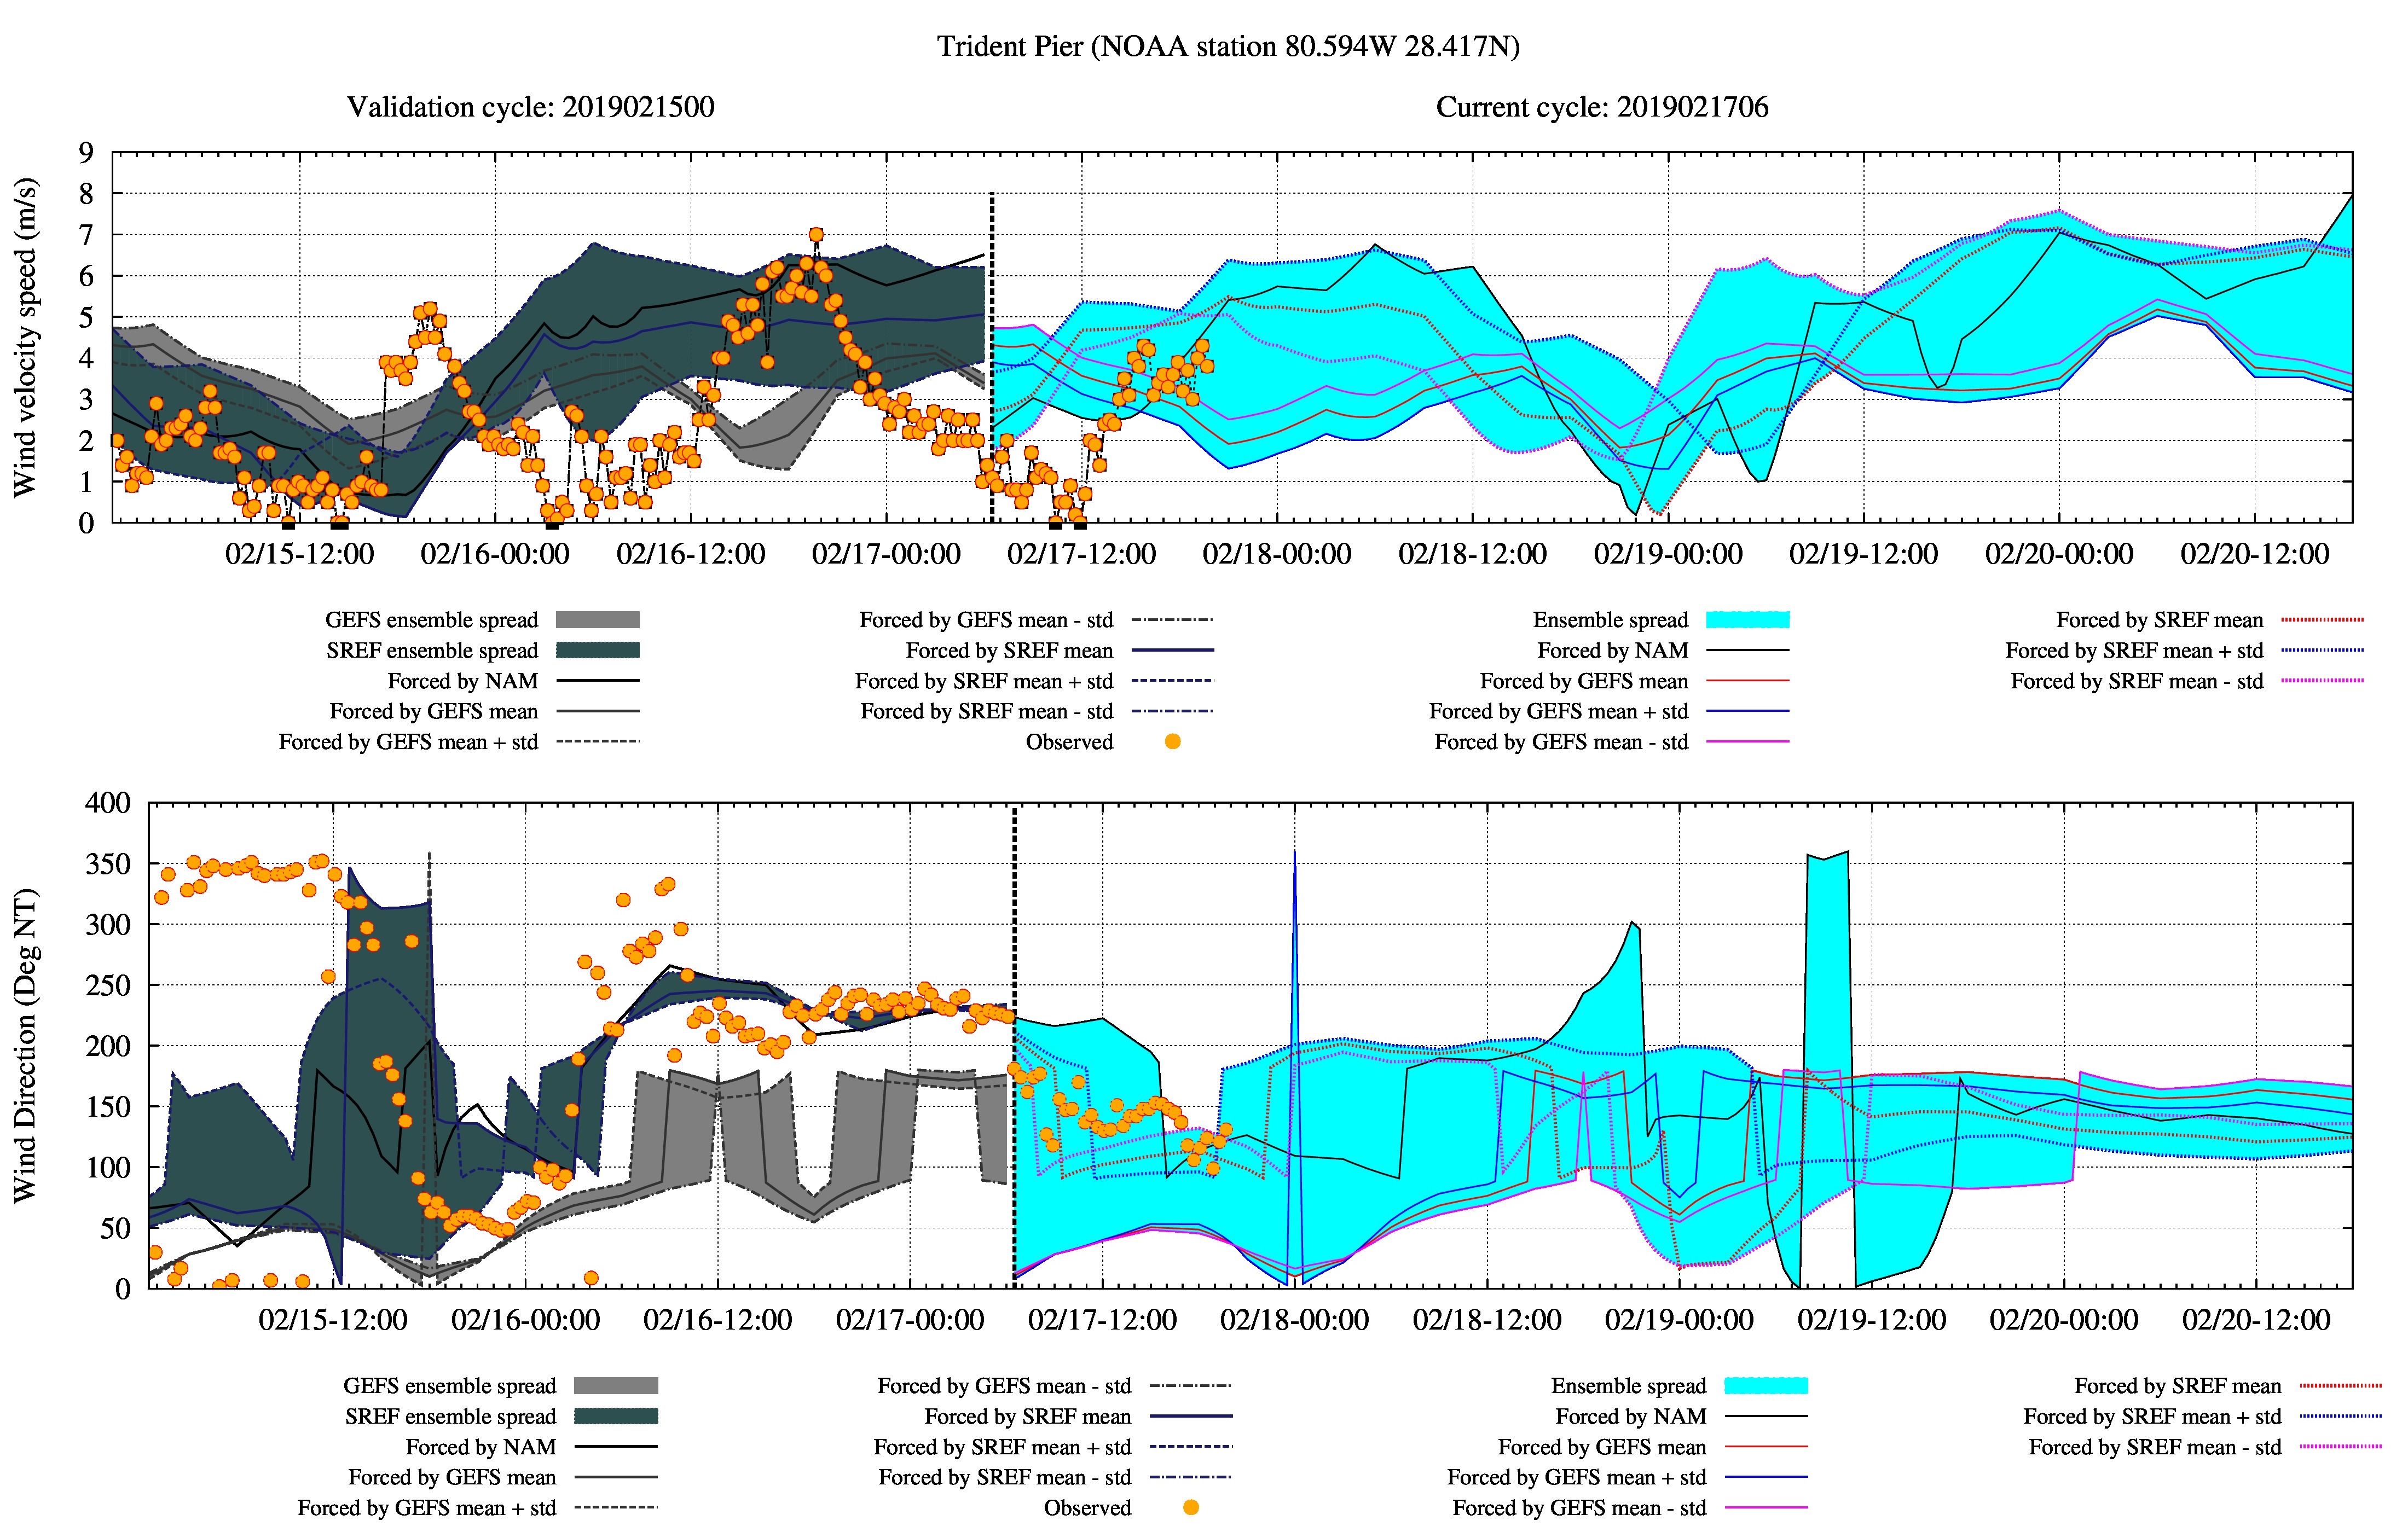 Trident Pier (NOAA station 80.594W 28.417N)
Validation cycle: 2019021500
Current cycle: 2019021706
Wind velocity speed (m/s)
9
8
7
6
5
4
3
2
1
0
02/15-12:00 02/16-00:00 02/16-12:00 02/17-00:00 02/17-12:00 02/18-00:00 02/18-12:00 02/19-00:00 02/19-12:00 02/20-00:00 02/20-12:00
GEFS ensemble spread
SREF ensemble spread
Forced by NAM
Forced by GEFS mean
Forced by GEFS mean + std
Forced by GEFS mean - std
Forced by SREF mean
Forced by SREF mean + std
Forced by SREF mean - std
Observed
Ensemble spread
Forced by NAM
Forced by GEFS mean
Forced by GEFS mean + std
Forced by GEFS mean - std
Forced by SREF mean
Forced by SREF mean + std
Forced by SREF mean - std
Wind Direction (Deg NT)
400
350
300
250
200
150
100
50
0
02/15-12:00 02/16-00:00 02/16-12:00 02/17-00:00 02/17-12:00 02/18-00:00 02/18-12:00 02/19-00:00 02/19-12:00 02/20-00:00 02/20-12:00
GEFS ensemble spread
SREF ensemble spread
Forced by NAM
Forced by GEFS mean
Forced by GEFS mean + std
Forced by GEFS mean - std
Forced by SREF mean
Forced by SREF mean + std
Forced by SREF mean - std
Observed
Ensemble spread
Forced by NAM
Forced by GEFS mean
Forced by GEFS mean + std
Forced by GEFS mean - std
Forced by SREF mean
Forced by SREF mean + std
Forced by SREF mean - std